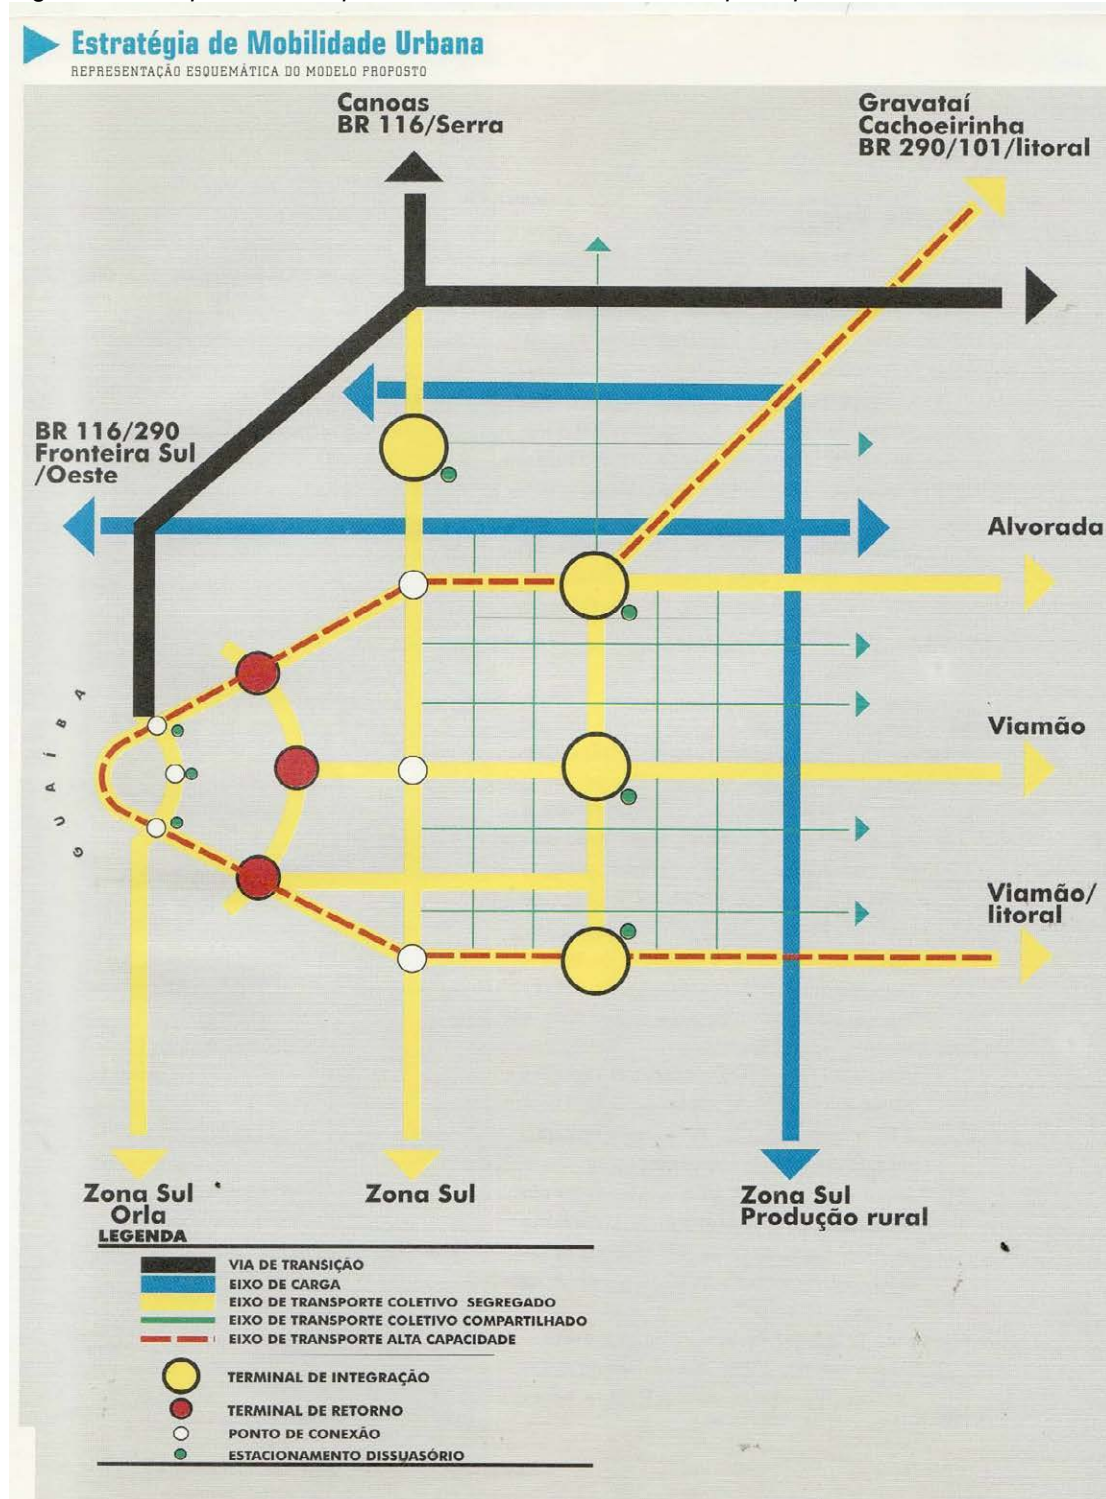 Estratégia de Mobilidade Urbana
REPRESENTAÇÃO ESQUEMÁTICA DO MODELO PROPOSTO
Canoas
BR 116/Serra
Gravataí
Cachoeirinha
BR 290/101/litoral
BR 116/290
Fronteira Sul
/Oeste
Alvorada
GUAÍBA
Viamão
Viamão/
litoral
Zona Sul
Orla
Zona Sul
Zona Sul
Produção rural
LEGENDA
VIA DE TRANSIÇÃO
EIXO DE CARGA
EIXO DE TRANSPORTE COLETIVO SEGREGADO
EIXO DE TRANSPORTE COLETIVO COMPARTILHADO
EIXO DE TRANSPORTE ALTA CAPACIDADE
TERMINAL DE INTEGRAÇÃO
TERMINAL DE RETORNO
PONTO DE CONEXÃO
ESTACIONAMENTO DISSUASÓRIO